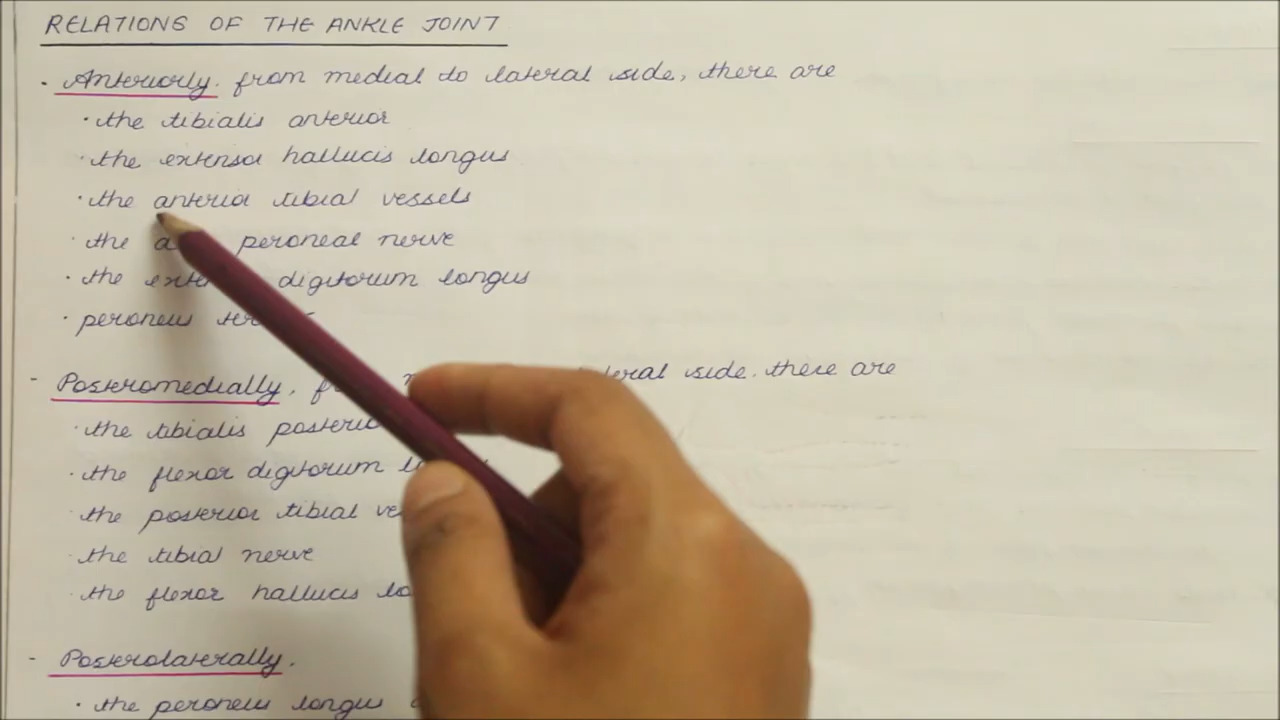 RELATIONS OF THE ANKLE JOINT
· Anteriorly. from medial to lateral side, there are
· the tibialis anterior
· the extensor hallucis longus
· the anterior tibial vessels
· the peroneal nerve
· the digitorum longus
· peroneus
- Posteromedially, lateral side. there are
· the tibialis posterior
· the flexor digitorum
· the posterior tibial
· the tibial nerve
· the flexor hallucis
- Posterolaterally.
· the peroneus longus